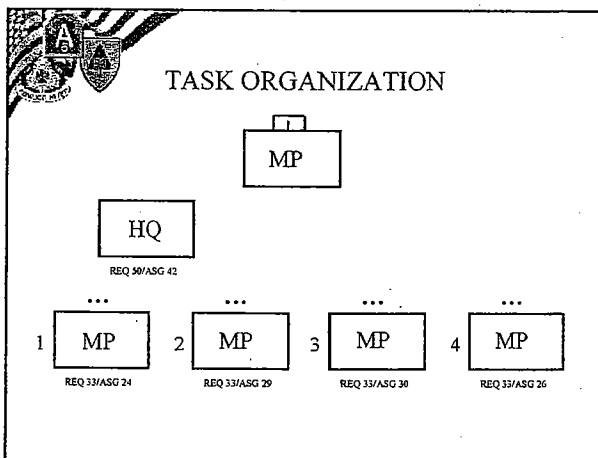 A
A
TASK ORGANIZATION
MP
HQ
REQ 50/ASG 42
... ... ... ...
1 MP 2 MP 3 MP 4 MP
REQ 33/ASG 24 REQ 33/ASG 29 REQ 33/ASG 30 REQ 33/ASG 26